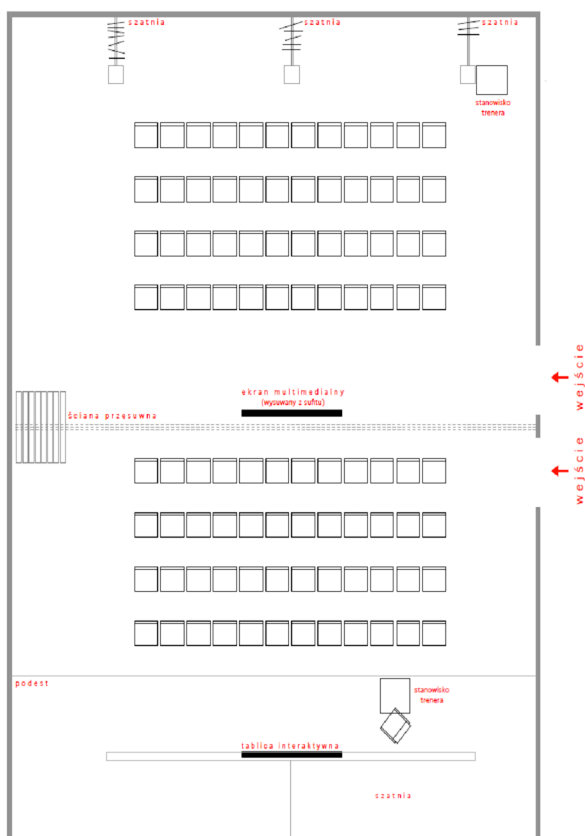 szatnia
szatnia
szatnia
stanowisko
trenera
wejście
ekran multimedialny
(wysuwany z sufitu)
ściana przesuwna
wejście
podest
stanowisko
trenera
tablica interaktywna
szatnia